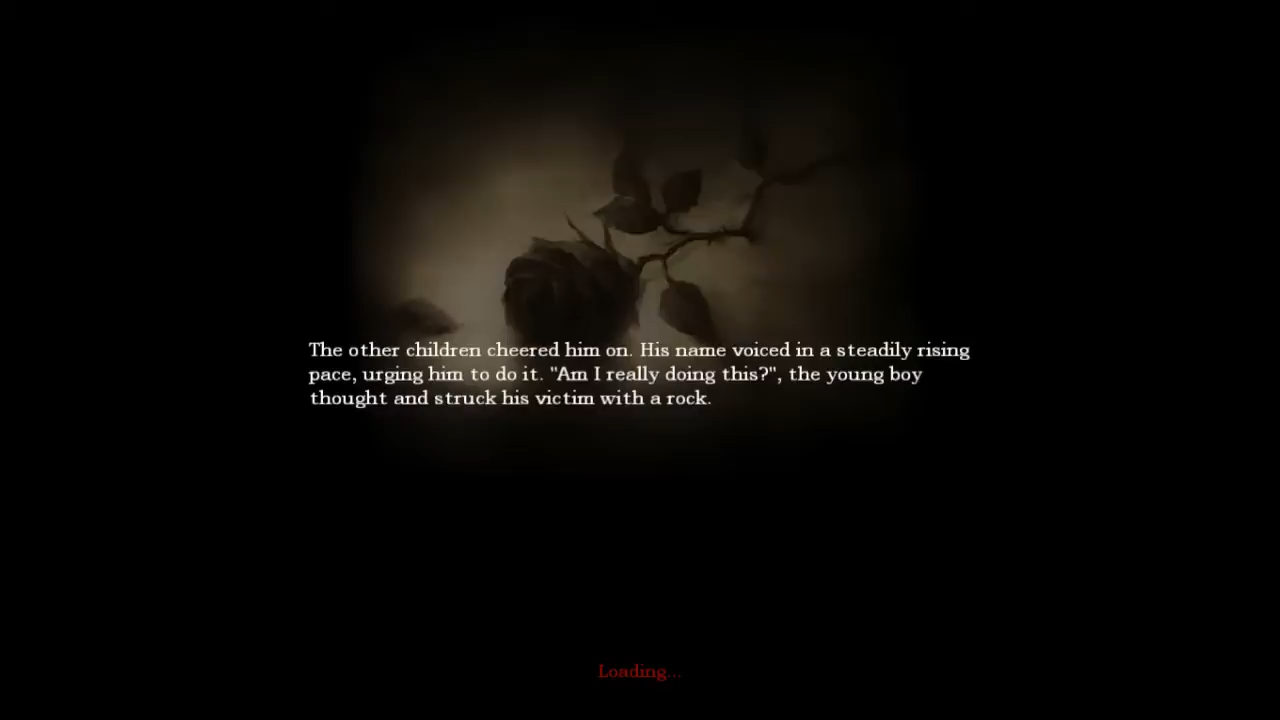 The other children cheered him on. His name voiced in a steadily rising
pace, urging him to do it. "Am I really doing this?", the young boy
thought and struck his victim with a rock.
Loading...